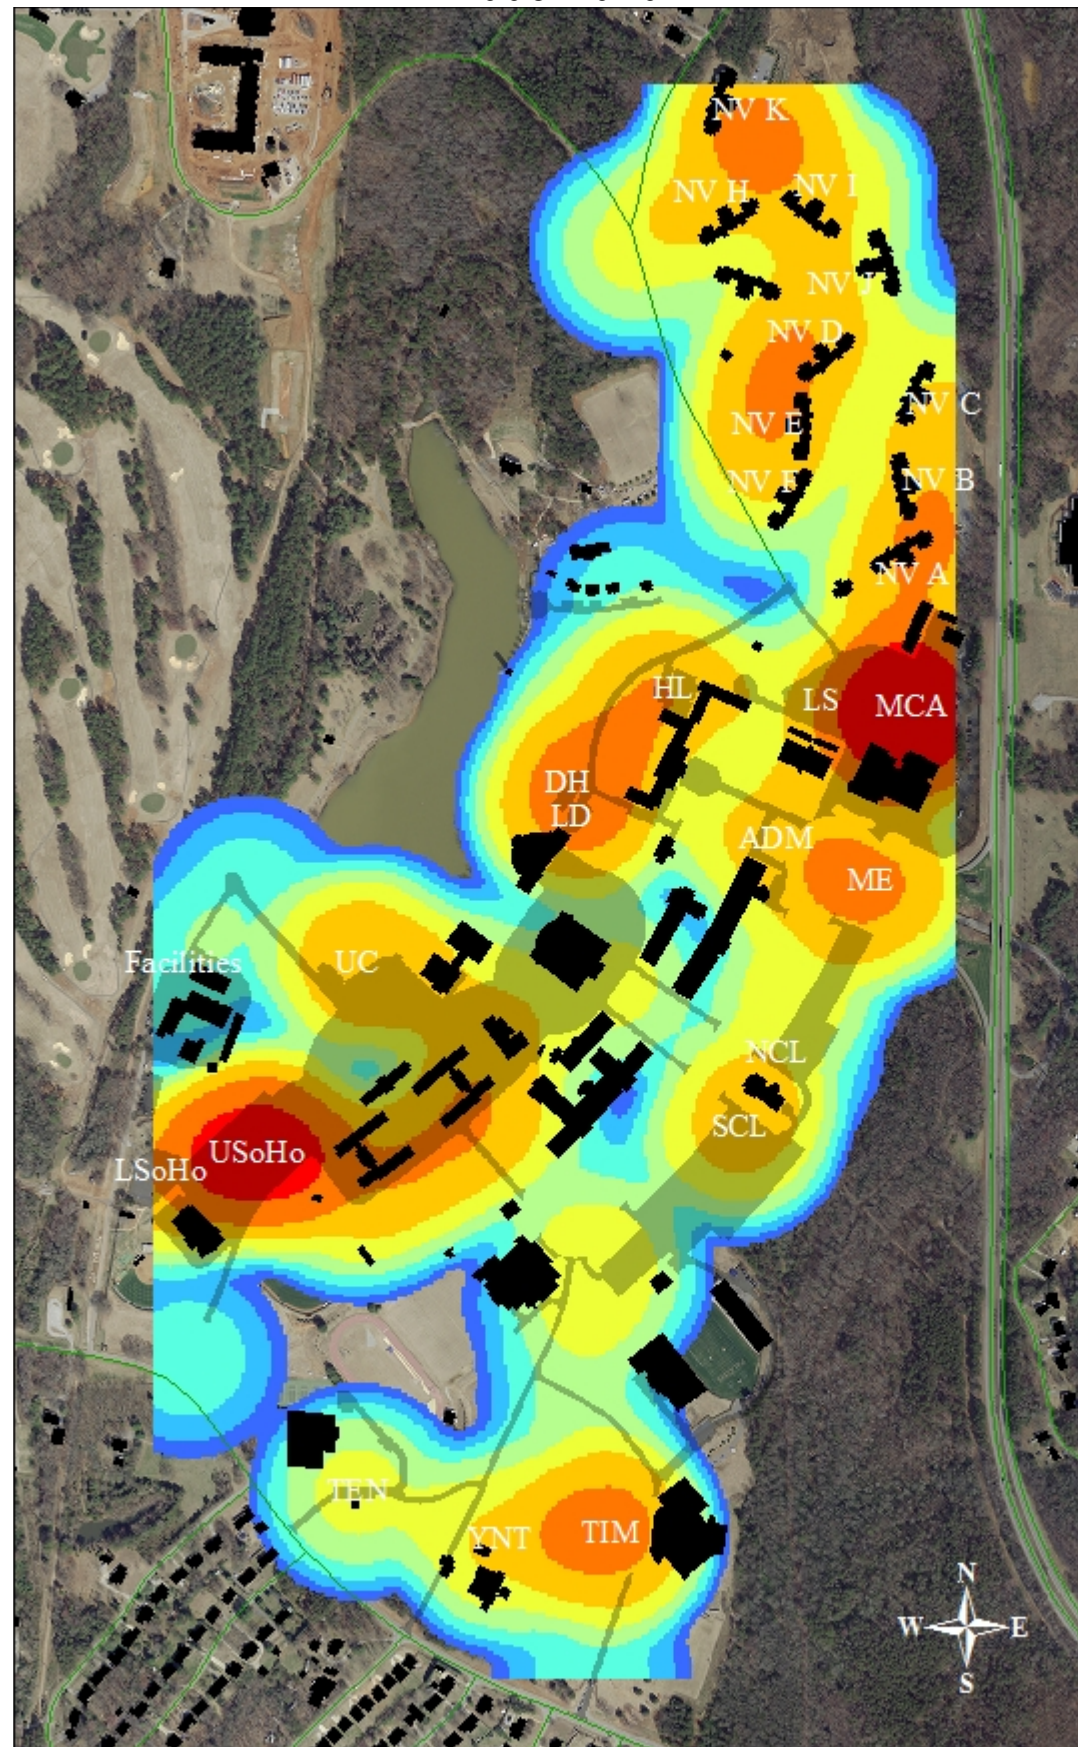 NV K
NV H
NV I
NV J
NV D
NV C
NV E
NV F
NV B
NV A
HL
LS
MCA
DH
LD
ADM
ME
Facilities
UC
NCL
SCL
USoHo
LSoHo
TEN
YNT
TIM
N
W
E
S